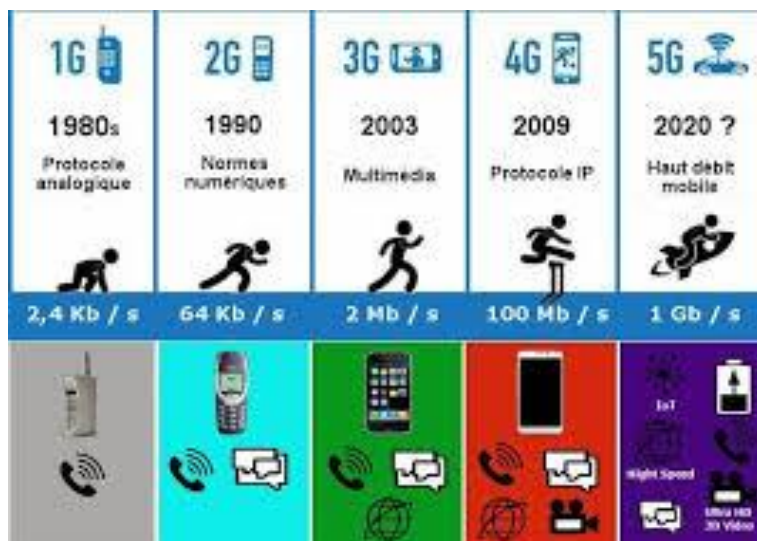 1G
2G
3G
4G
5G
1980s
1990
2003
2009
2020 ?
Protocole
analogique
Normes
numériques
Multimédia
Protocole IP
Haut débit
mobile
2,4 Kb / s
64 Kb / s
2 Mb / s
100 Mb / s
1 Gb / s
IoT
Hight Speed
Ultra HD
3D Video